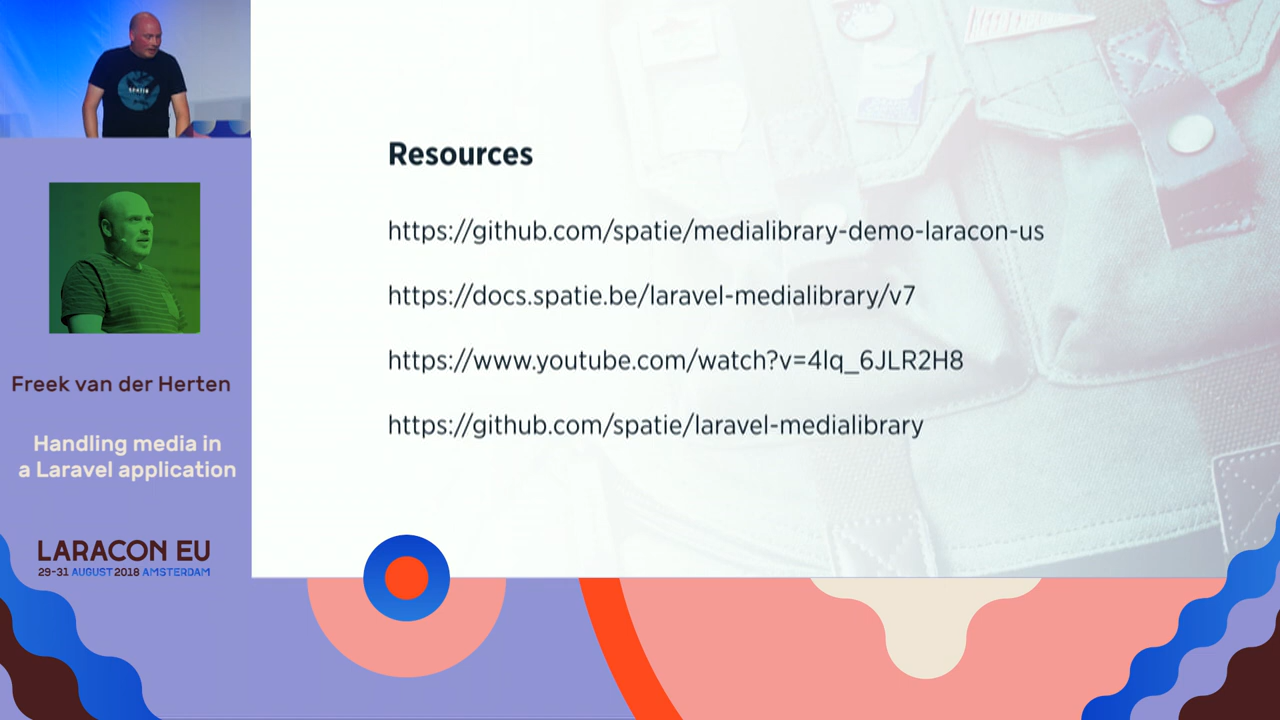 spatie
Freek van der Herten
Handling media in
a Laravel application
LARACON EU
29-31 AUGUST 2018 AMSTERDAM
Resources
https://github.com/spatie/medialibrary-demo-laracon-us
https://docs.spatie.be/laravel-medialibrary/v7
https://www.youtube.com/watch?v=4lq_6JLR2H8
https://github.com/spatie/laravel-medialibrary